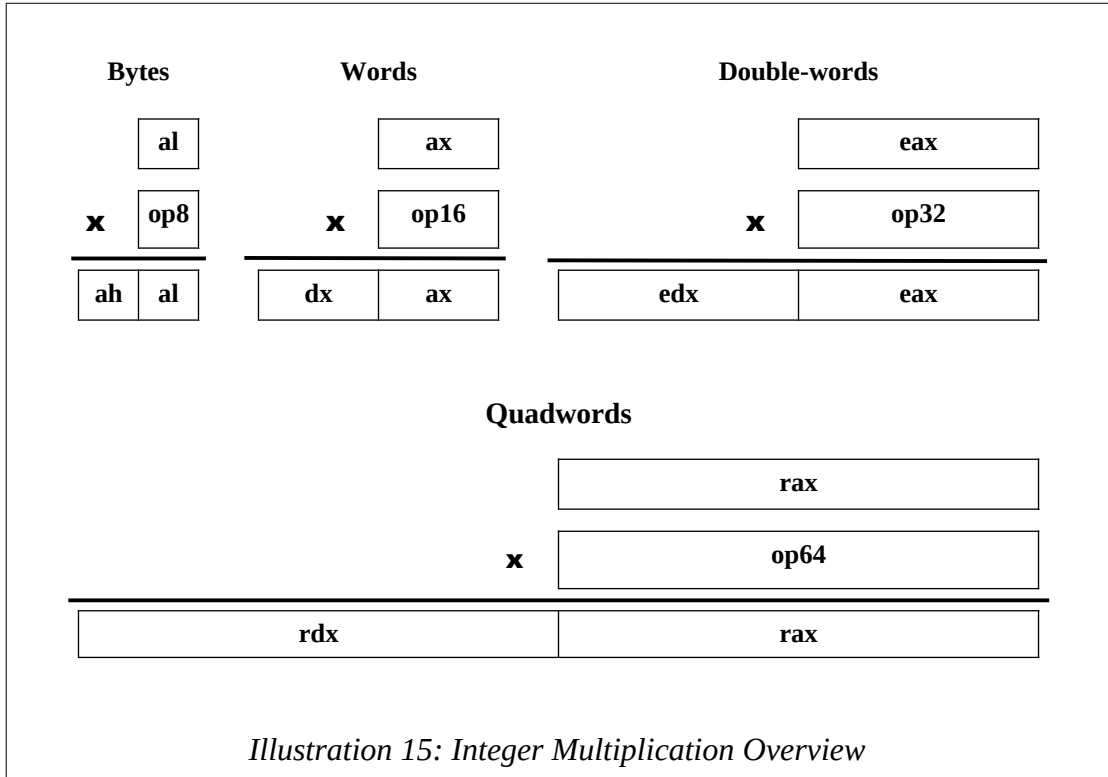 Bytes Words Double-words
al ax eax
x op8 x op16 x op32
ah al dx ax edx eax
Quadwords
rax
x op64
rdx rax
Illustration 15: Integer Multiplication Overview